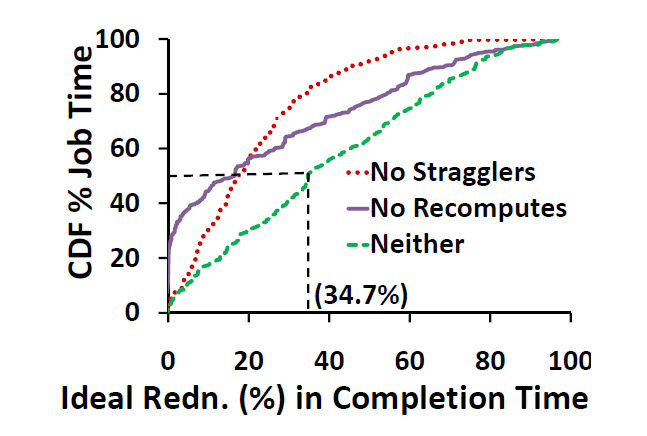 CDF % Job Time
100
80
60
40
20
0
No Stragglers
No Recomputes
Neither
(34.7%)
0 20 40 60 80 100
Ideal Redn. (%) in Completion Time